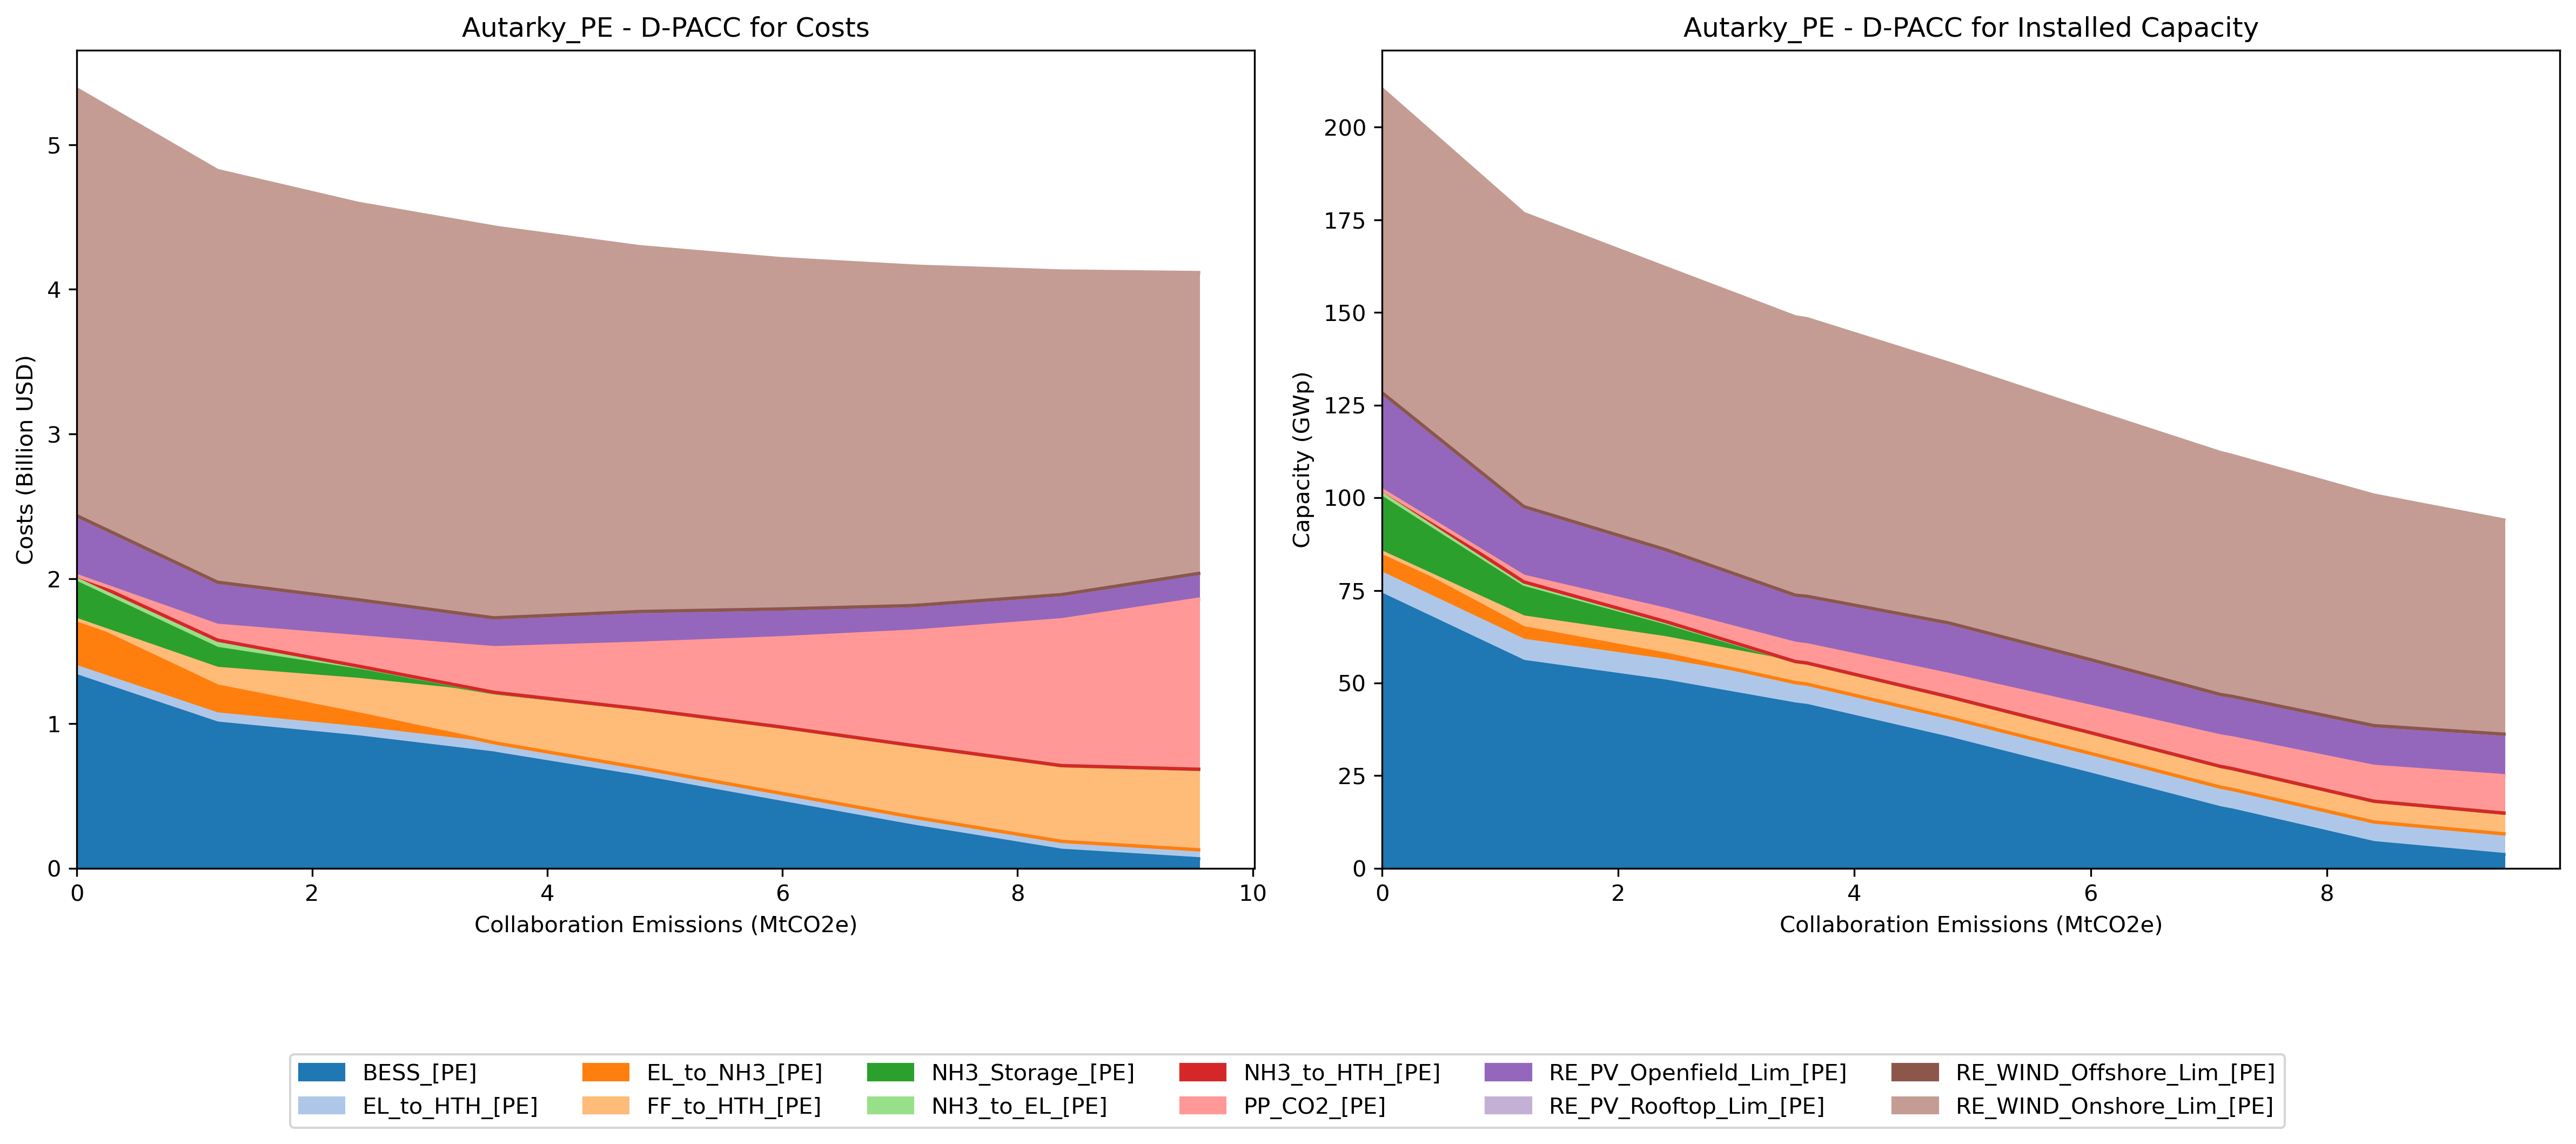 Autarky_PE - D-PACC for Costs
Costs (Billion USD)
5
4
3
2
1
0
0 2 4 6 8 10
Collaboration Emissions (MtCO2e)
Autarky_PE - D-PACC for Installed Capacity
Capacity (GWp)
200
175
150
125
100
75
50
25
0
0 2 4 6 8
Collaboration Emissions (MtCO2e)
BESS_[PE] EL_to_NH3_[PE] NH3_Storage_[PE] NH3_to_HTH_[PE] RE_PV_Openfield_Lim_[PE] RE_WIND_Offshore_Lim_[PE]
EL_to_HTH_[PE] FF_to_HTH_[PE] NH3_to_EL_[PE] PP_CO2_[PE] RE_PV_Rooftop_Lim_[PE] RE_WIND_Onshore_Lim_[PE]